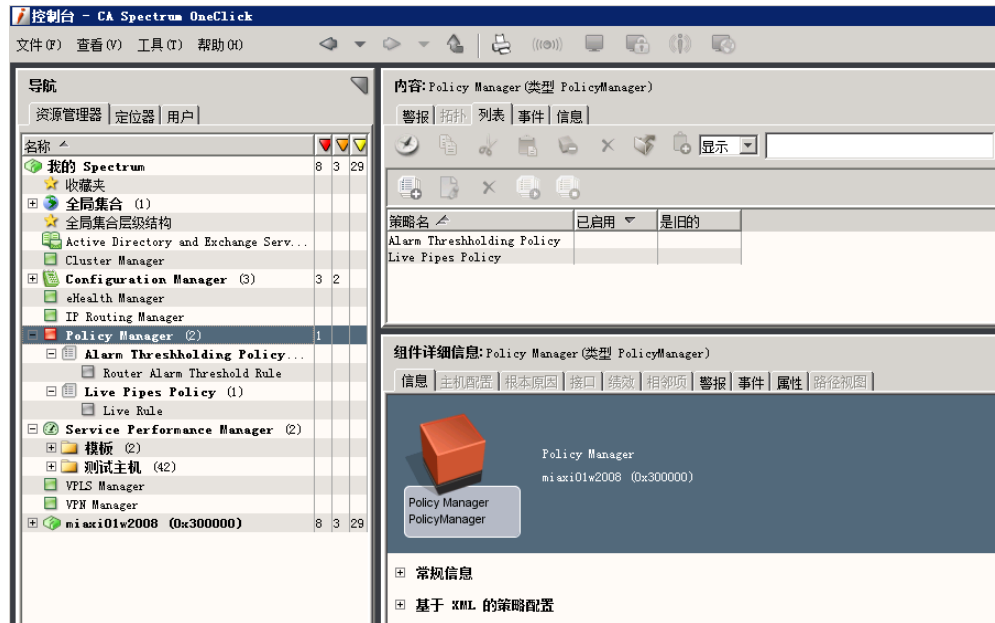 控制台 - CA Spectrum OneClick
文件(F) 查看(V) 工具(T) 帮助(H)
导航
资源管理器 定位器 用户
名称
我的 Spectrum 8 3 29
收藏夹
全局集合 (1)
全局集合层级结构
Active Directory and Exchange Serv...
Cluster Manager
Configuration Manager (3) 3 2
eHealth Manager
IP Routing Manager
Policy Manager (2) 1
Alarm Threshholding Policy...
Router Alarm Threshold Rule
Live Pipes Policy (1)
Live Rule
Service Performance Manager (2)
模板 (2)
测试主机 (42)
VPLS Manager
VPN Manager
miaxi01w2008 (0x300000) 8 3 29
内容: Policy Manager (类型 PolicyManager)
警报 拓扑 列表 事件 信息
显示
策略名 已启用 是旧的
Alarm Threshholding Policy
Live Pipes Policy
组件详细信息: Policy Manager (类型 PolicyManager)
信息 主机配置 根本原因 接口 绩效 相邻项 警报 事件 属性 路径视图
Policy Manager
miaxi01w2008 (0x300000)
Policy Manager
PolicyManager
常规信息
基于 XML 的策略配置